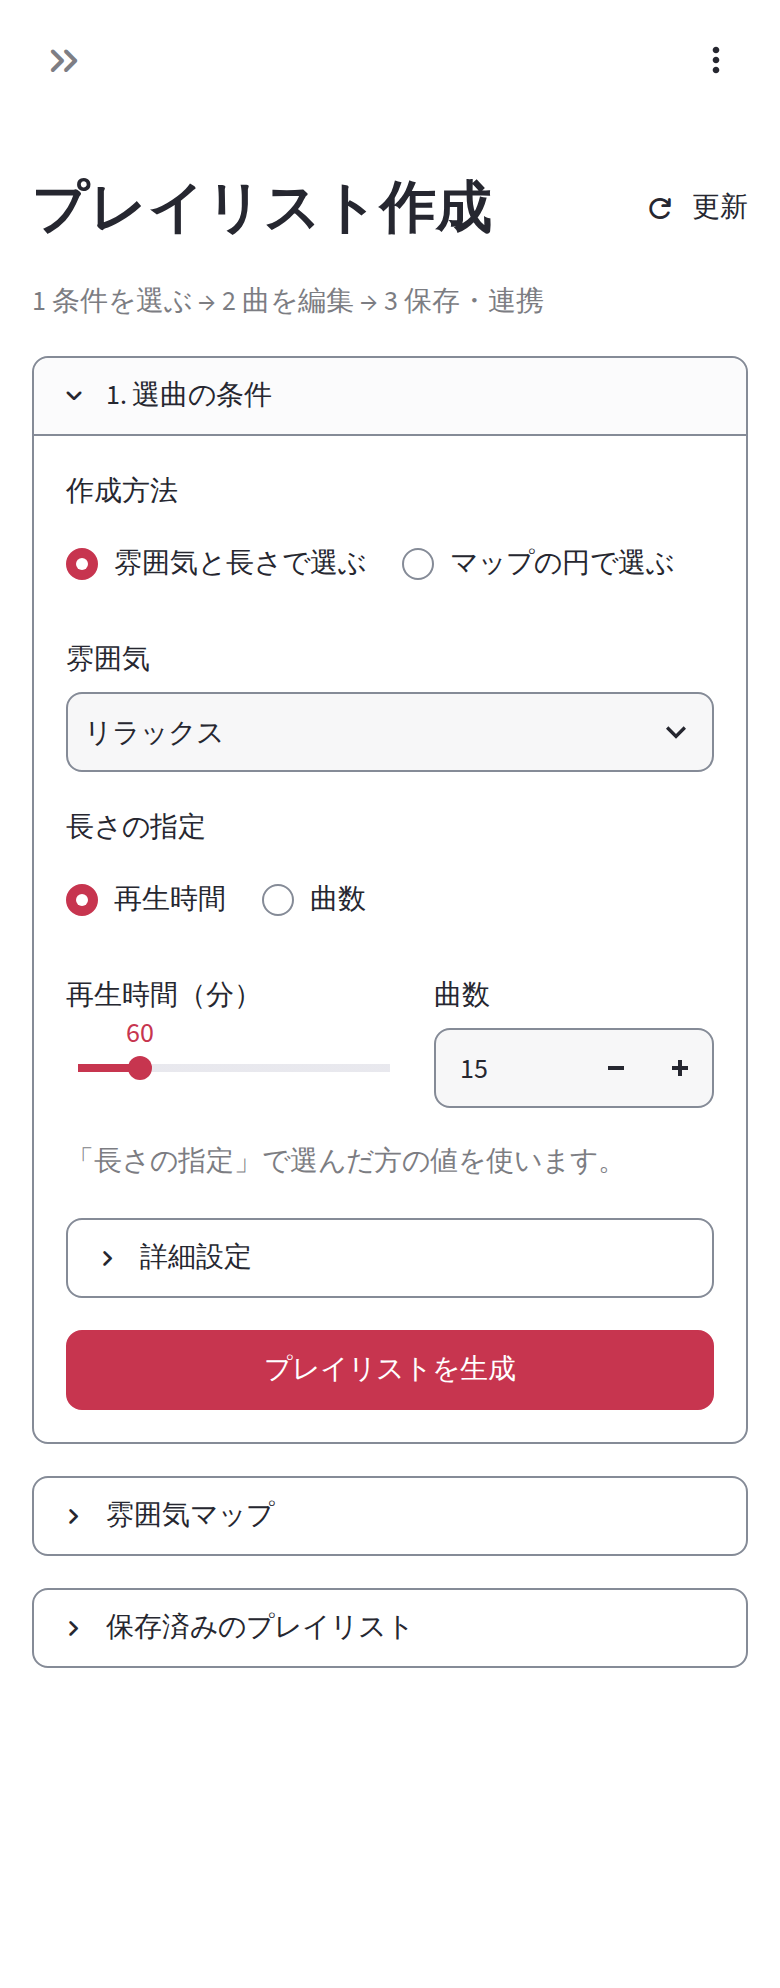 プレイリスト作成
更新
1 条件を選ぶ → 2 曲を編集 → 3 保存・連携
1. 選曲の条件
作成方法
雰囲気と長さで選ぶ マップの円で選ぶ
雰囲気
リラックス
長さの指定
再生時間 曲数
再生時間（分） 曲数
60
15
「長さの指定」で選んだ方の値を使います。
詳細設定
プレイリストを生成
雰囲気マップ
保存済みのプレイリスト